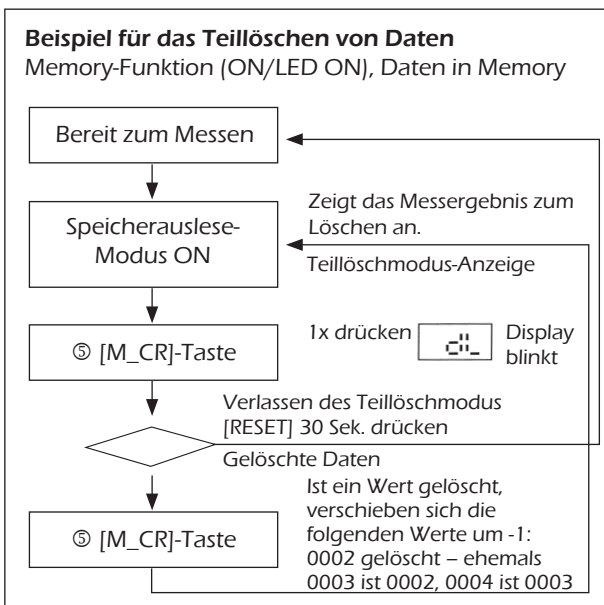 Beispiel für das Teillöschen von Daten
Memory-Funktion (ON/LED ON), Daten in Memory
Bereit zum Messen
Zeigt das Messergebnis zum
Löschen an.
Speicherauslese-
Modus ON
Teillöschmodus-Anzeige
⑤ [M_CR]-Taste
1x drücken
Display
blinkt
Verlassen des Teillöschmodus
[RESET] 30 Sek. drücken
Gelöschte Daten
⑤ [M_CR]-Taste
Ist ein Wert gelöscht,
verschieben sich die
folgenden Werte um -1:
0002 gelöscht – ehemals
0003 ist 0002, 0004 ist 0003